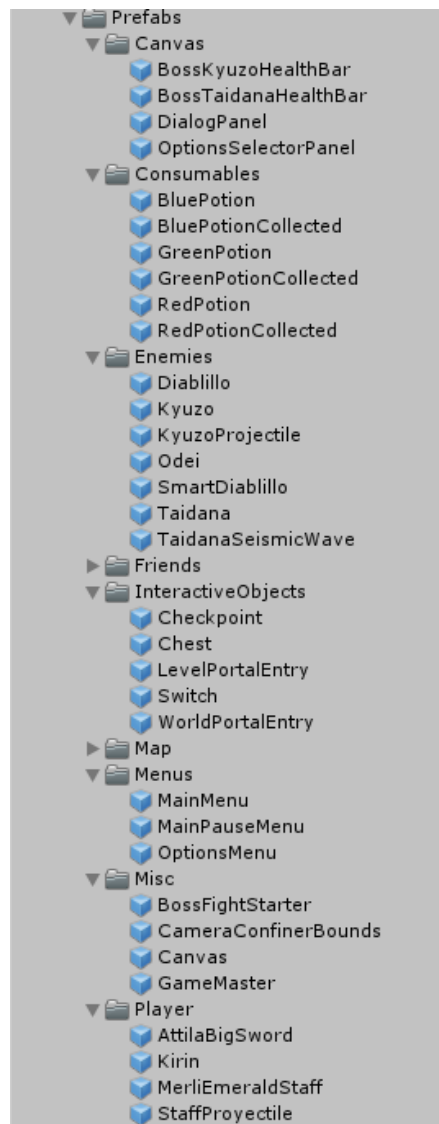 Prefabs
Canvas
BossKyuzoHealthBar
BossTaidanaHealthBar
DialogPanel
OptionsSelectorPanel
Consumables
BluePotion
BluePotionCollected
GreenPotion
GreenPotionCollected
RedPotion
RedPotionCollected
Enemies
Diablillo
Kyuzo
KyuzoProjectile
Odei
SmartDiablillo
Taidana
TaidanaSeismicWave
Friends
InteractiveObjects
Checkpoint
Chest
LevelPortalEntry
Switch
WorldPortalEntry
Map
Menus
MainMenu
MainPauseMenu
OptionsMenu
Misc
BossFightStarter
CameraConfinerBounds
Canvas
GameMaster
Player
AttilaBigSword
Kirin
MerliEmeraldStaff
StaffProyectile